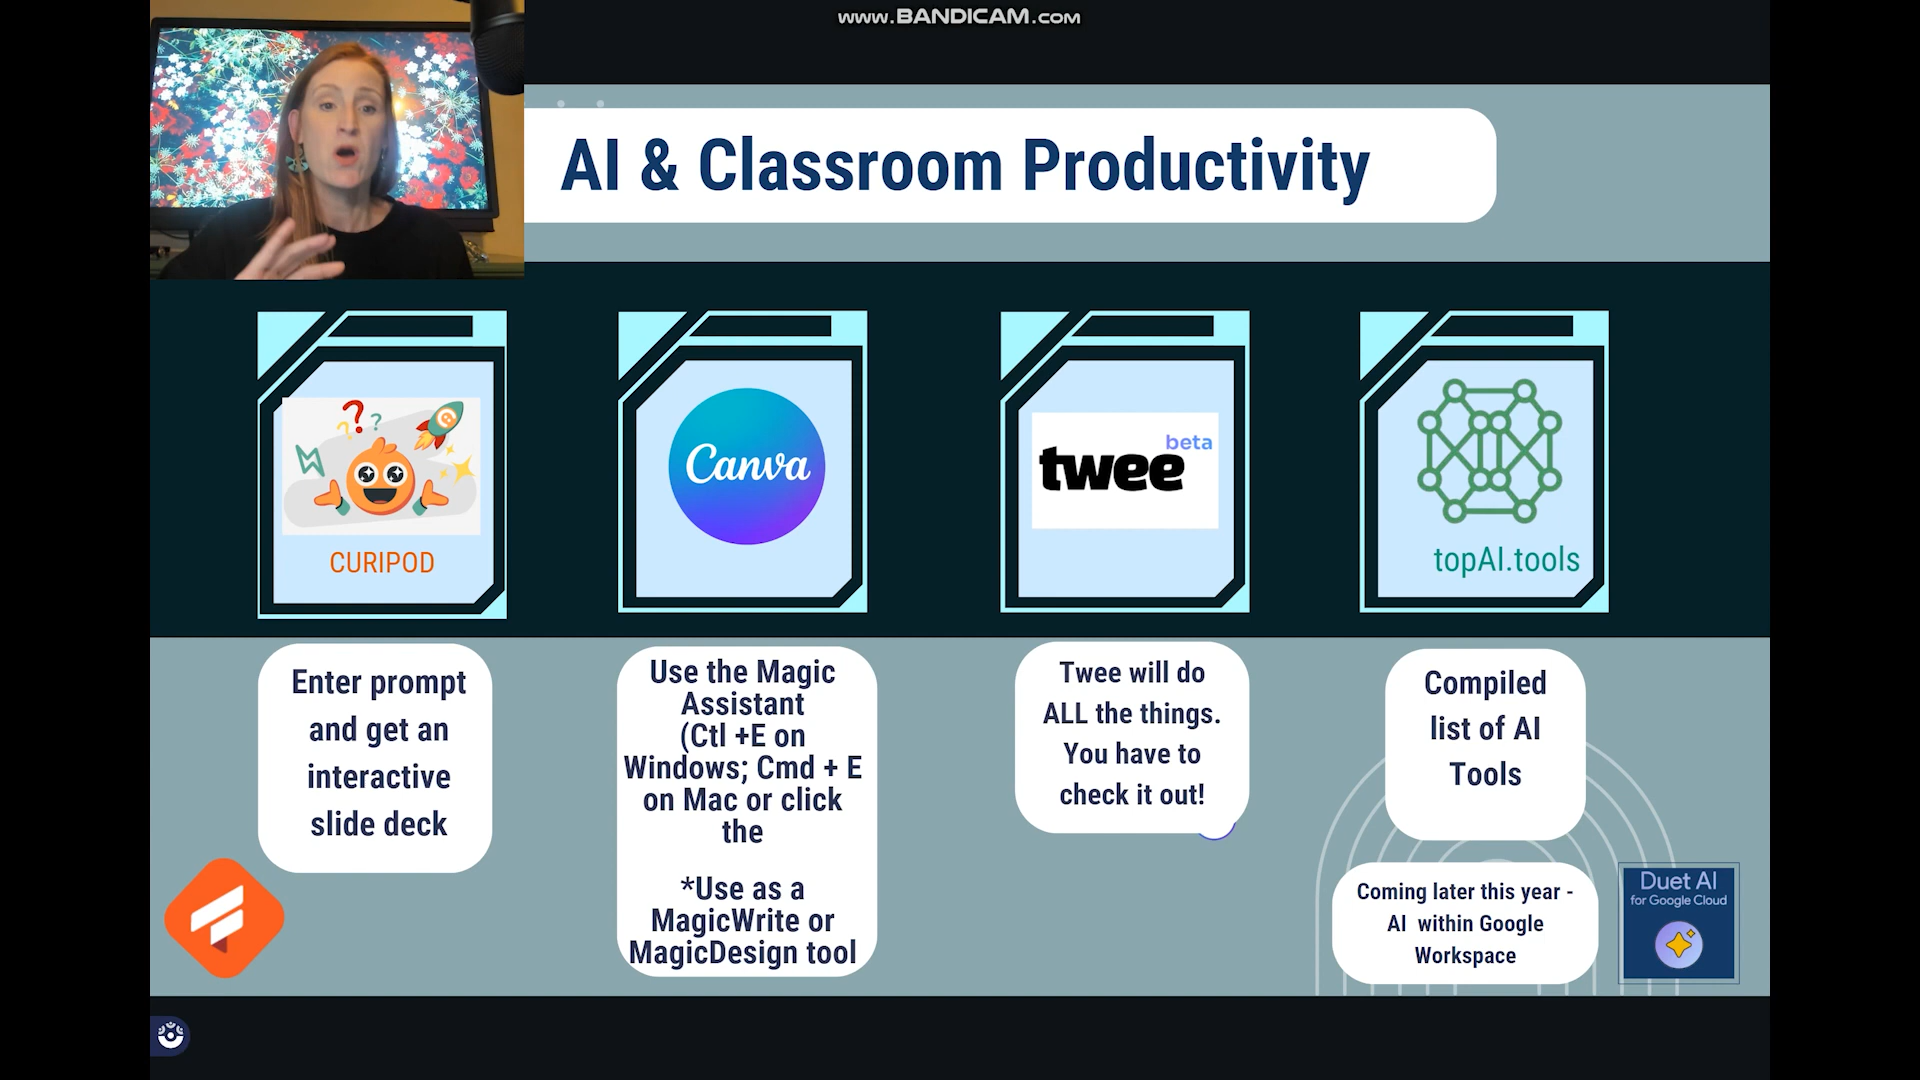 www.BANDICAM.com
AI & Classroom Productivity
? ?
?
CURIPOD
Canva
beta
twee
topAI.tools
Enter prompt
and get an
interactive
slide deck
Use the Magic
Assistant
(Ctl +E on
Windows; Cmd + E
on Mac or click
the
*Use as a
MagicWrite or
MagicDesign tool
Twee will do
ALL the things.
You have to
check it out!
Compiled
list of AI
Tools
Coming later this year -
AI within Google
Workspace
Duet AI
for Google Cloud